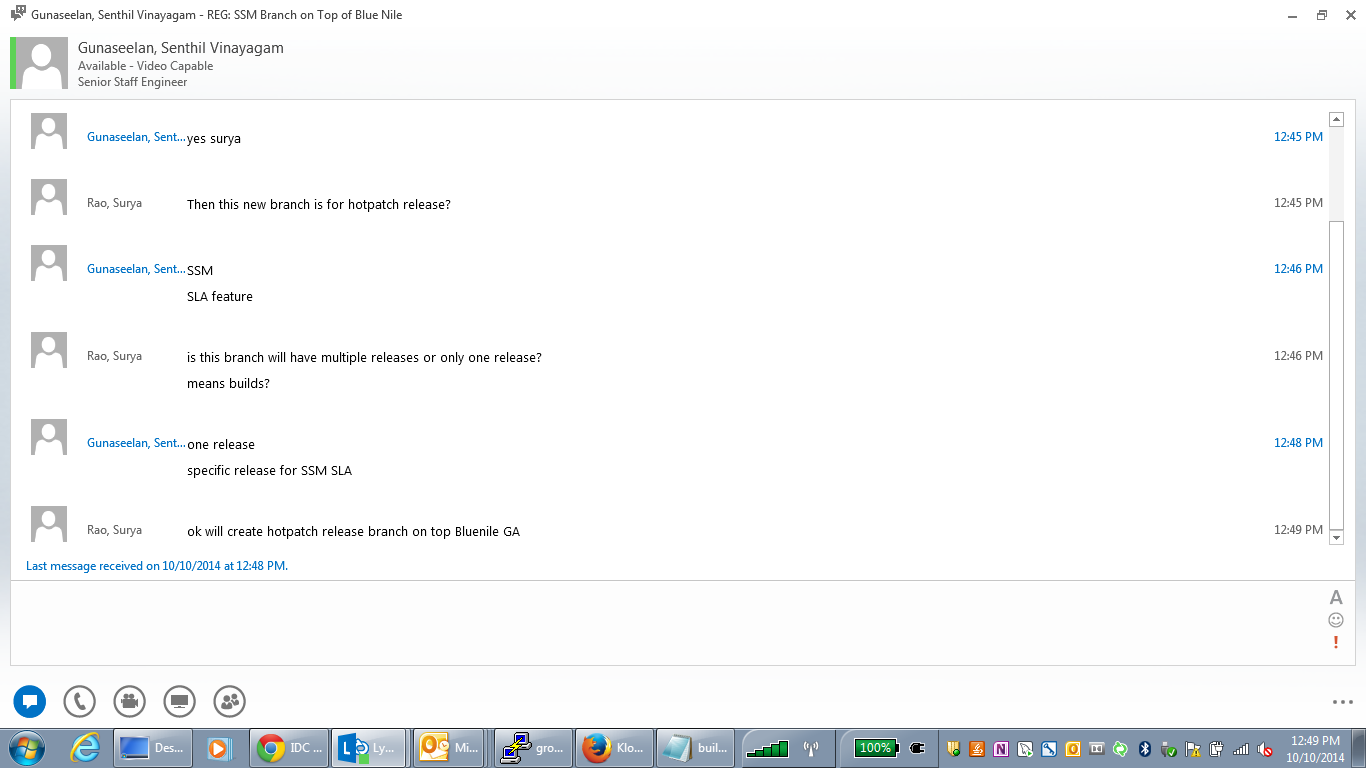 Gunaseelan, Senthil Vinayagam - REG: SSM Branch on Top of Blue Nile
Gunaseelan, Senthil Vinayagam
Available - Video Capable
Senior Staff Engineer
Gunaseelan, Sent... yes surya 12:45 PM
Rao, Surya Then this new branch is for hotpatch release? 12:45 PM
Gunaseelan, Sent... SSM 12:46 PM
SLA feature
Rao, Surya is this branch will have multiple releases or only one release? 12:46 PM
means builds?
Gunaseelan, Sent... one release 12:48 PM
specific release for SSM SLA
Rao, Surya ok will create hotpatch release branch on top Bluenile GA 12:49 PM
Last message received on 10/10/2014 at 12:48 PM.
A
!
Des... IDC ... Ly... Mi... gro... Klo... buil... 100% 12:49 PM
10/10/2014